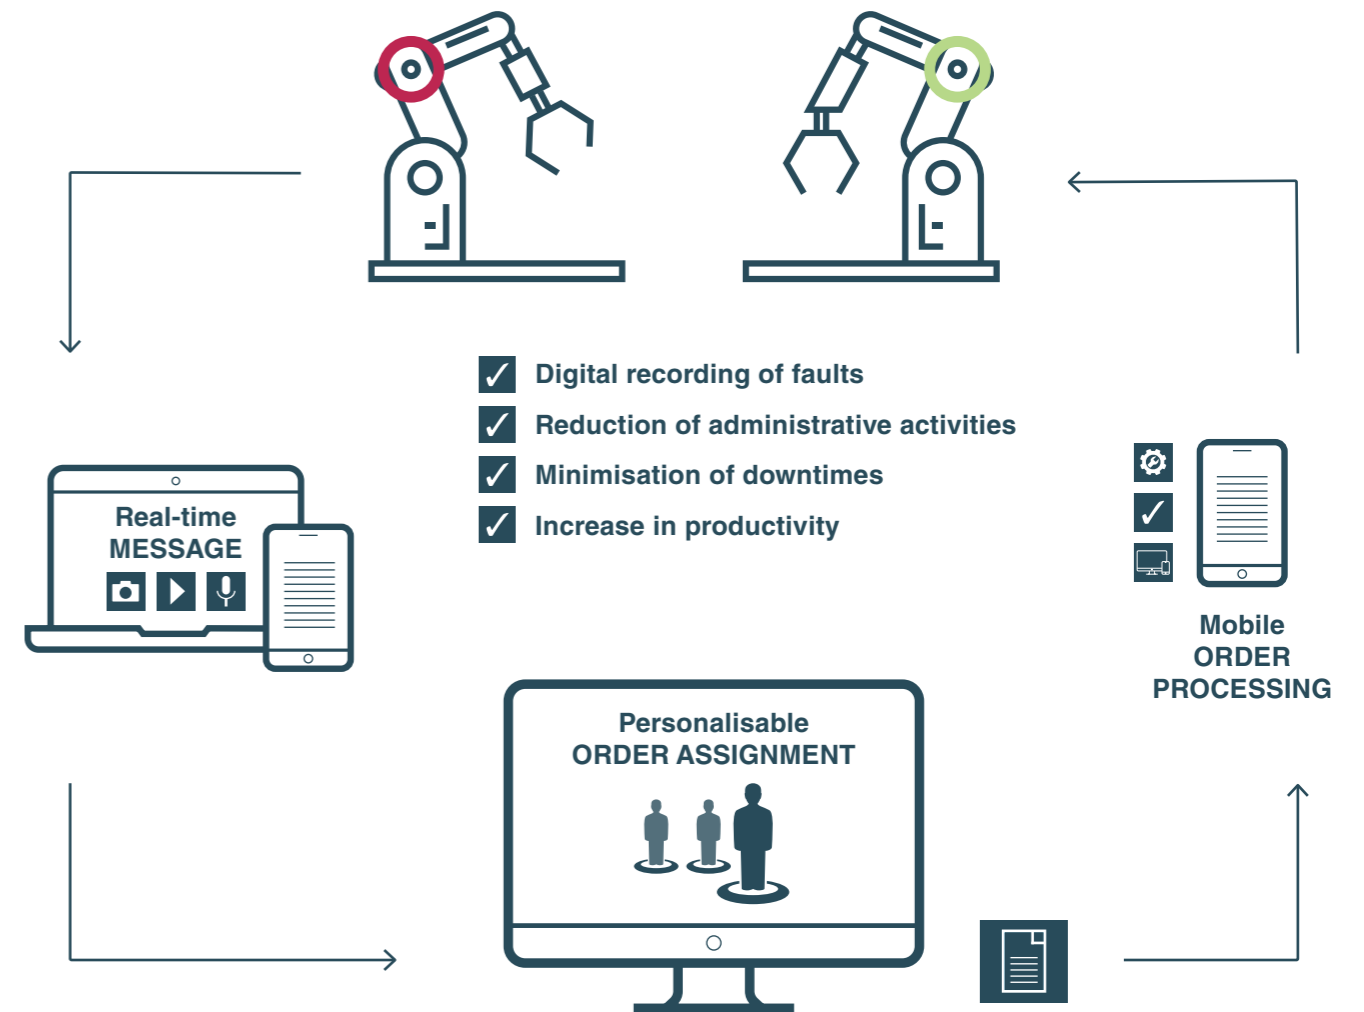 Digital recording of faults
Reduction of administrative activities
Minimisation of downtimes
Increase in productivity
Real-time
MESSAGE
Mobile
ORDER
PROCESSING
Personalisable
ORDER ASSIGNMENT